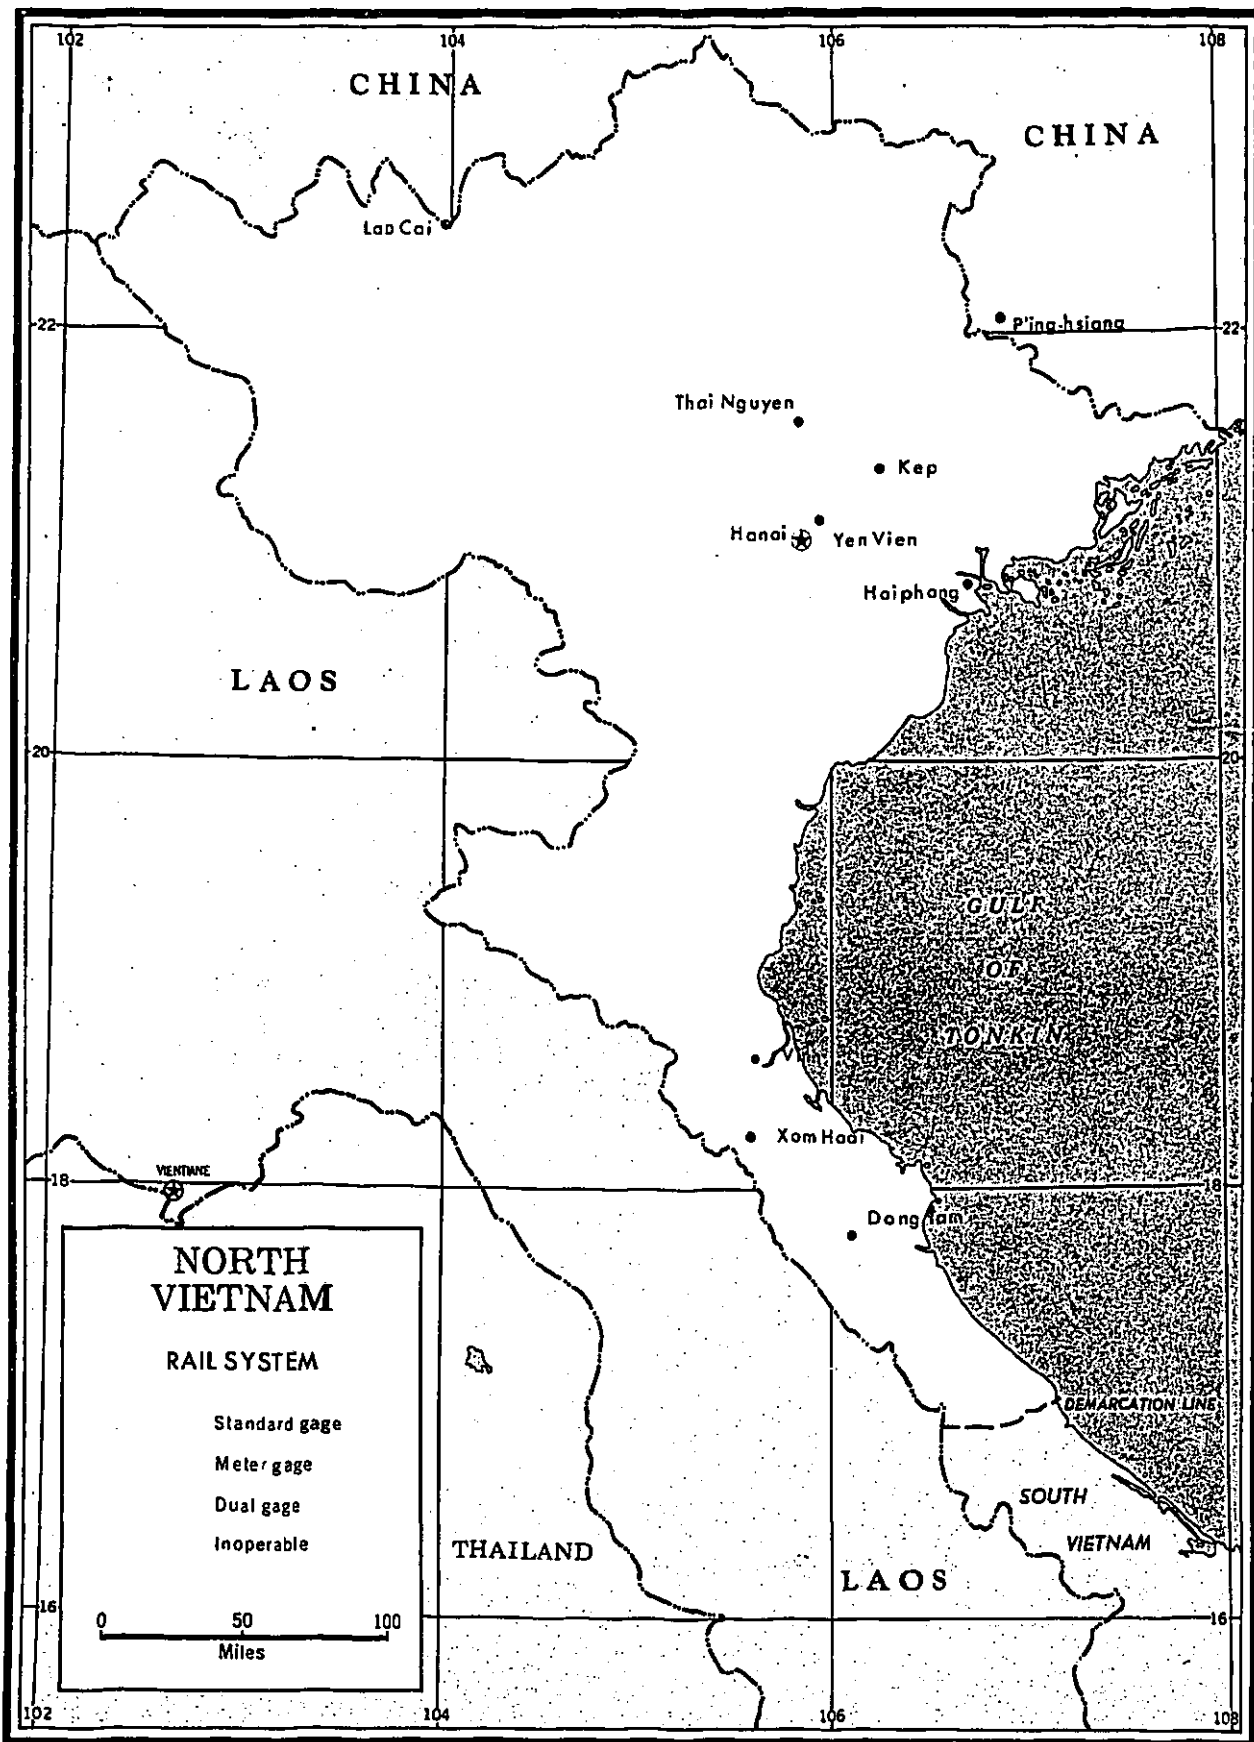 102 104 106 108
CHINA
CHINA
Lao Cai
22 22
P'ing-hsiang
Thai Nguyen
Kep
Hanoi
Yen Vien
Haiphong
LAOS
20 20
GULF
OF
TONKIN
Xom Hoai
VIENTIANE
18 18
Dong Tam
NORTH
VIETNAM
RAIL SYSTEM
DEMARCATION LINE
Standard gage
Meter gage
Dual gage
SOUTH
Inoperable
VIETNAM
THAILAND
LAOS
0 50 100
16 16
Miles
102 104 106 108